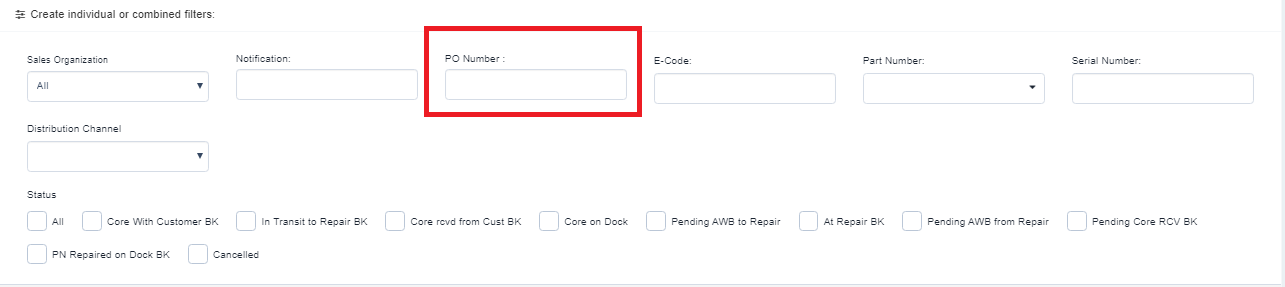 Create individual or combined filters:
Sales Organization
Notification:
PO Number :
E-Code:
Part Number:
Serial Number:
All
Distribution Channel
Status
All
Core With Customer BK
In Transit to Repair BK
Core rcvd from Cust BK
Core on Dock
Pending AWB to Repair
At Repair BK
Pending AWB from Repair
Pending Core RCV BK
PN Repaired on Dock BK
Cancelled